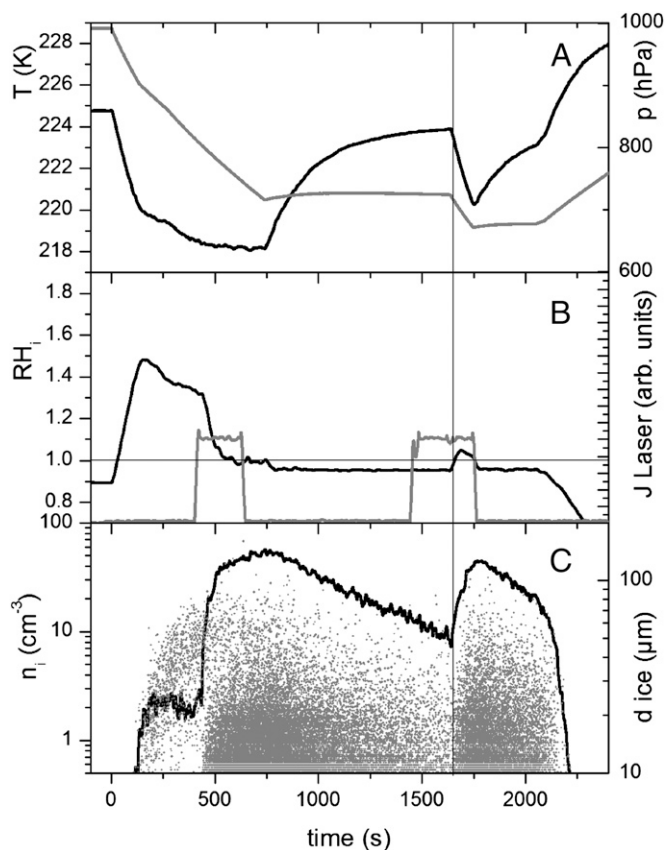 A
T (K)
228
226
224
222
220
218
1000
800
600
p (hPa)
B
RHi
1.8
1.6
1.4
1.2
1.0
0.8
J Laser (arb. units)
C
ni (cm-3)
100
10
1
100
10
d ice (µm)
0 500 1000 1500 2000
time (s)